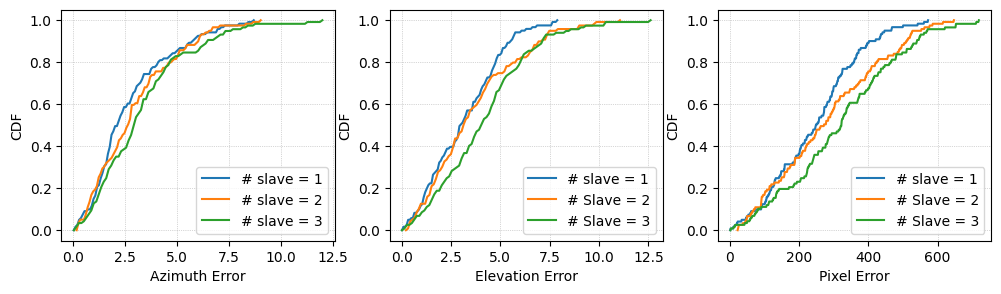 1.0
0.8
0.6
0.4
0.2
0.0
CDF
0.0 2.5 5.0 7.5 10.0 12.5
Azimuth Error
# slave = 1
# slave = 2
# slave = 3
1.0
0.8
0.6
0.4
0.2
0.0
CDF
0.0 2.5 5.0 7.5 10.0 12.5
Elevation Error
# slave = 1
# Slave = 2
# Slave = 3
1.0
0.8
0.6
0.4
0.2
0.0
CDF
0 200 400 600
Pixel Error
# slave = 1
# Slave = 2
# Slave = 3